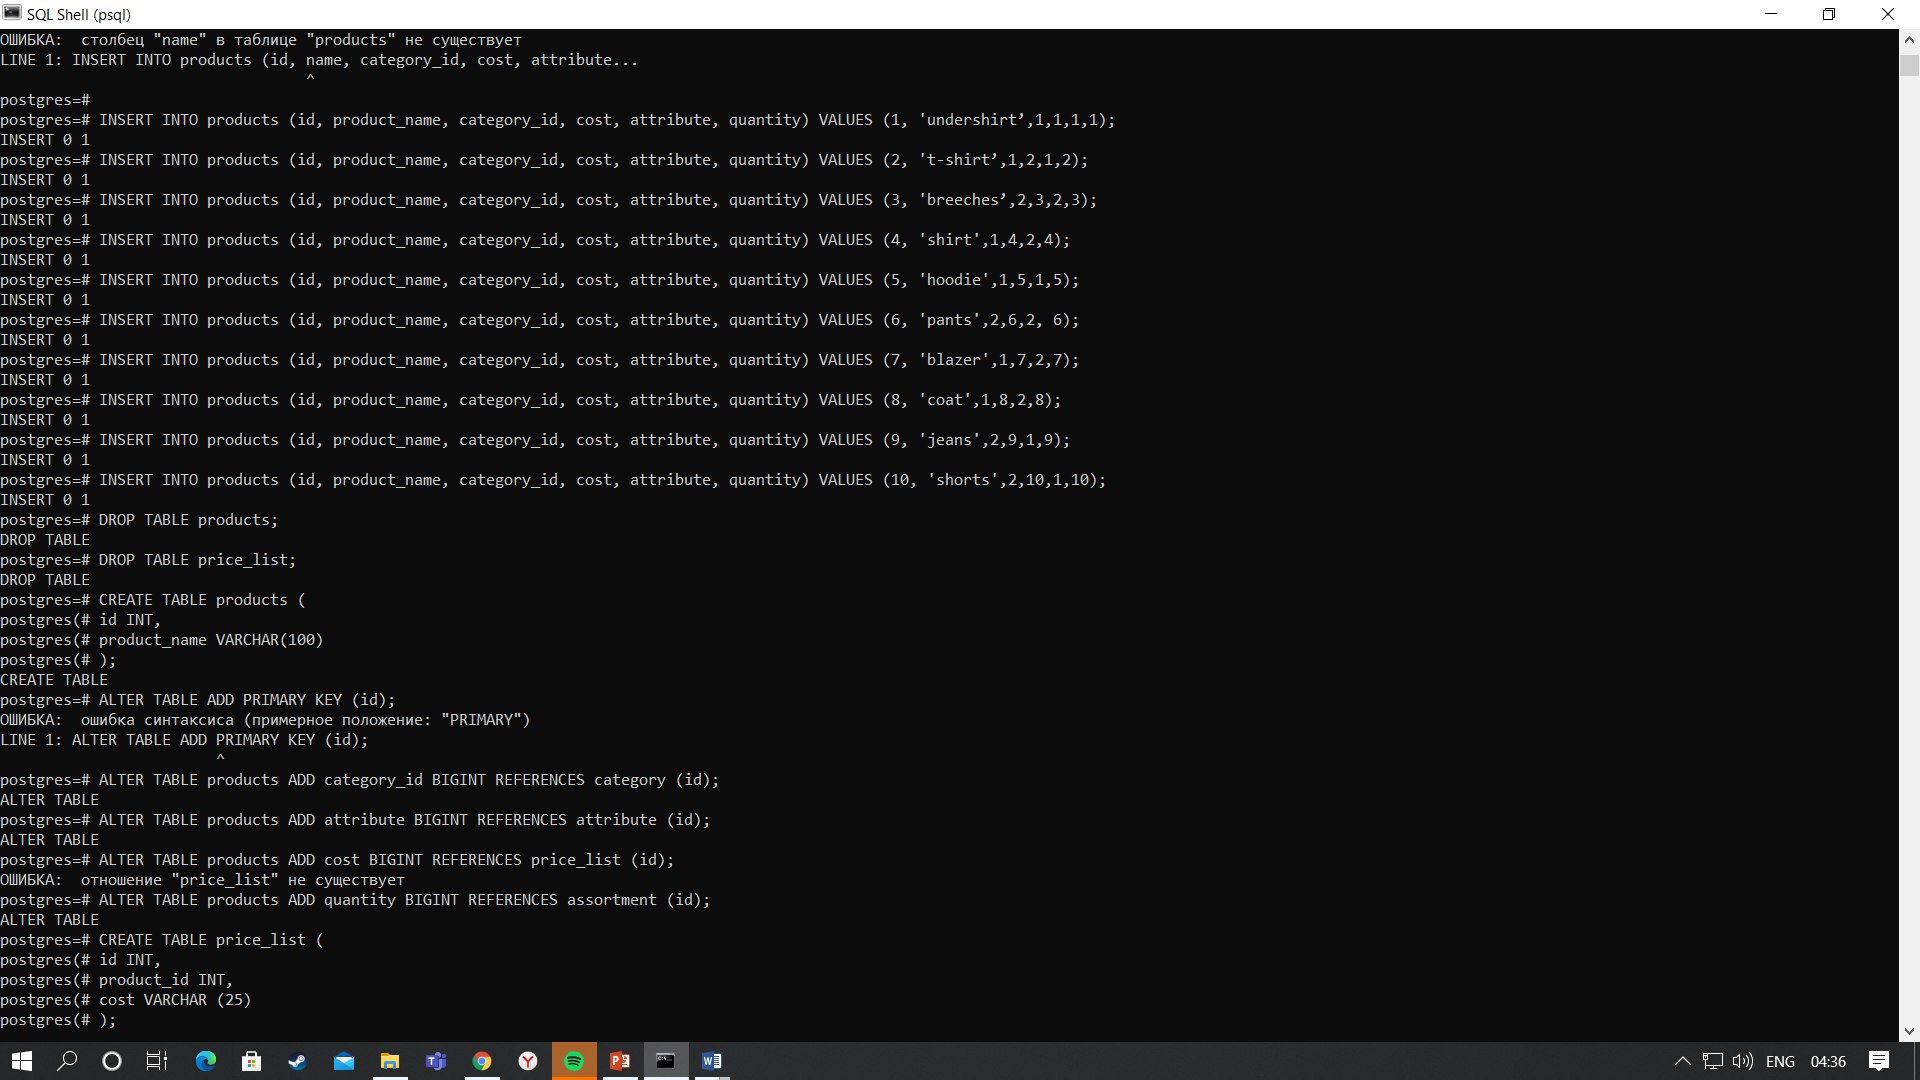 SQL Shell (psql)
ОШИБКА:  столбец "name" в таблице "products" не существует
LINE 1: INSERT INTO products (id, name, category_id, cost, attribute...
^
postgres=#
postgres=# INSERT INTO products (id, product_name, category_id, cost, attribute, quantity) VALUES (1, 'undershirt’,1,1,1,1);
INSERT 0 1
postgres=# INSERT INTO products (id, product_name, category_id, cost, attribute, quantity) VALUES (2, 't-shirt’,1,2,1,2);
INSERT 0 1
postgres=# INSERT INTO products (id, product_name, category_id, cost, attribute, quantity) VALUES (3, 'breeches’,2,3,2,3);
INSERT 0 1
postgres=# INSERT INTO products (id, product_name, category_id, cost, attribute, quantity) VALUES (4, 'shirt',1,4,2,4);
INSERT 0 1
postgres=# INSERT INTO products (id, product_name, category_id, cost, attribute, quantity) VALUES (5, 'hoodie',1,5,1,5);
INSERT 0 1
postgres=# INSERT INTO products (id, product_name, category_id, cost, attribute, quantity) VALUES (6, 'pants',2,6,2, 6);
INSERT 0 1
postgres=# INSERT INTO products (id, product_name, category_id, cost, attribute, quantity) VALUES (7, 'blazer',1,7,2,7);
INSERT 0 1
postgres=# INSERT INTO products (id, product_name, category_id, cost, attribute, quantity) VALUES (8, 'coat',1,8,2,8);
INSERT 0 1
postgres=# INSERT INTO products (id, product_name, category_id, cost, attribute, quantity) VALUES (9, 'jeans',2,9,1,9);
INSERT 0 1
postgres=# INSERT INTO products (id, product_name, category_id, cost, attribute, quantity) VALUES (10, 'shorts',2,10,1,10);
INSERT 0 1
postgres=# DROP TABLE products;
DROP TABLE
postgres=# DROP TABLE price_list;
DROP TABLE
postgres=# CREATE TABLE products (
postgres(# id INT,
postgres(# product_name VARCHAR(100)
postgres(# );
CREATE TABLE
postgres=# ALTER TABLE ADD PRIMARY KEY (id);
ОШИБКА:  ошибка синтаксиса (примерное положение: "PRIMARY")
LINE 1: ALTER TABLE ADD PRIMARY KEY (id);
^
postgres=# ALTER TABLE products ADD category_id BIGINT REFERENCES category (id);
ALTER TABLE
postgres=# ALTER TABLE products ADD attribute BIGINT REFERENCES attribute (id);
ALTER TABLE
postgres=# ALTER TABLE products ADD cost BIGINT REFERENCES price_list (id);
ОШИБКА:  отношение "price_list" не существует
postgres=# ALTER TABLE products ADD quantity BIGINT REFERENCES assortment (id);
ALTER TABLE
postgres=# CREATE TABLE price_list (
postgres(# id INT,
postgres(# product_id INT,
postgres(# cost VARCHAR (25)
postgres(# );
ENG 04:36